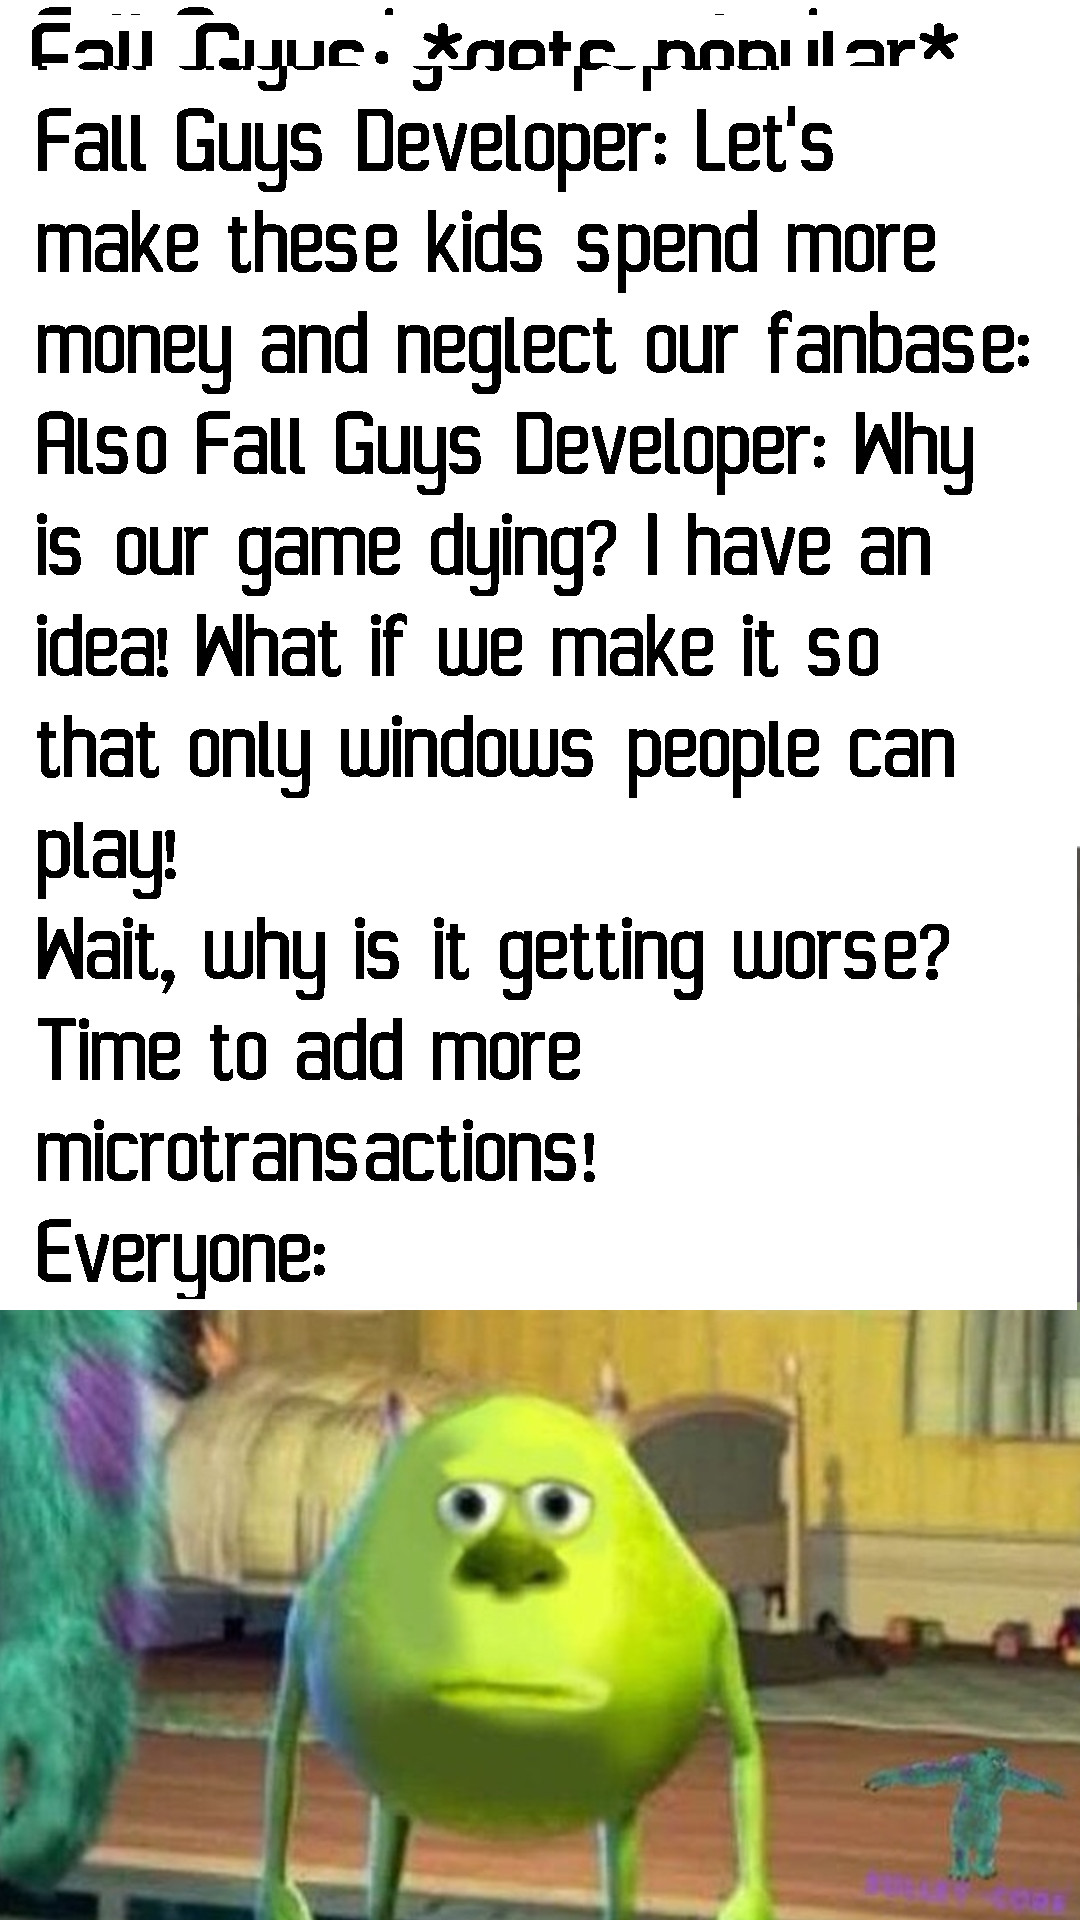 Fall Guys: *gets popular*
Fall Guys Developer: Let's
make these kids spend more
money and neglect our fanbase:
Also Fall Guys Developer: Why
is our game dying? I have an
idea! What if we make it so
that only windows people can
play!
Wait, why is it getting worse?
Time to add more
microtransactions!
Everyone:
SULLEY-CORE